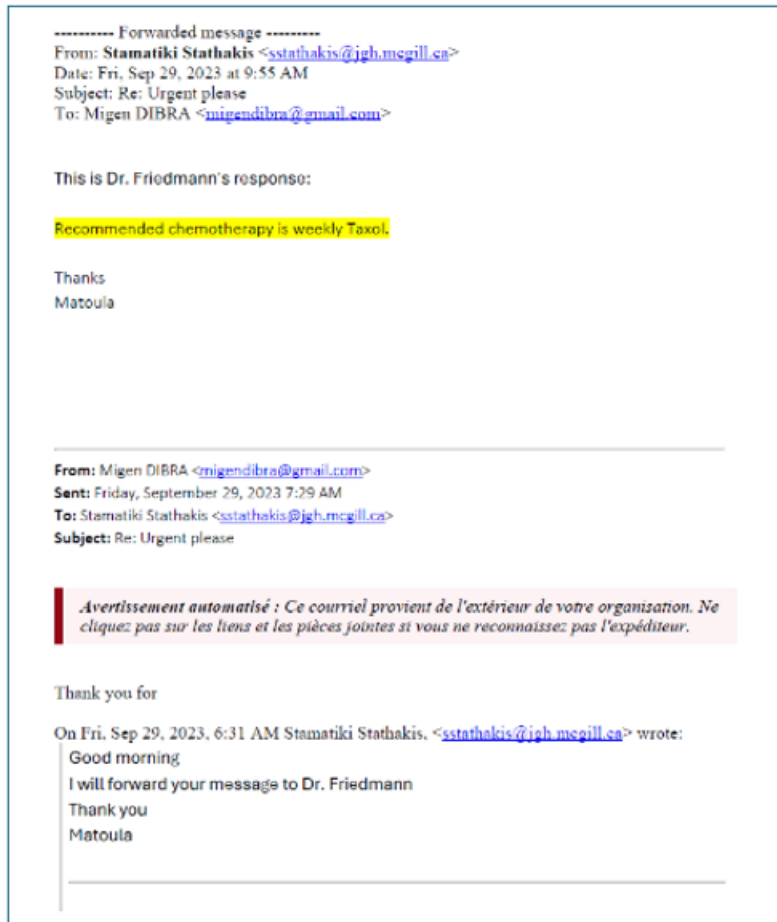 ---------- Forwarded message ---------
From: Stamatiki Stathakis <sstathakis@jgh.mcgill.ca>
Date: Fri, Sep 29, 2023 at 9:55 AM
Subject: Re: Urgent please
To: Migen DIBRA <migendibra@gmail.com>
This is Dr. Friedmann's response:
Recommended chemotherapy is weekly Taxol.
Thanks
Matoula
From: Migen DIBRA <migendibra@gmail.com>
Sent: Friday, September 29, 2023 7:29 AM
To: Stamatiki Stathakis <sstathakis@jgh.mcgill.ca>
Subject: Re: Urgent please
Avertissement automatisé : Ce courriel provient de l'extérieur de votre organisation. Ne
cliquez pas sur les liens et les pièces jointes si vous ne reconnaissez pas l'expéditeur.
Thank you for
On Fri, Sep 29, 2023, 6:31 AM Stamatiki Stathakis, <sstathakis@jgh.mcgill.ca> wrote:
Good morning
I will forward your message to Dr. Friedmann
Thank you
Matoula